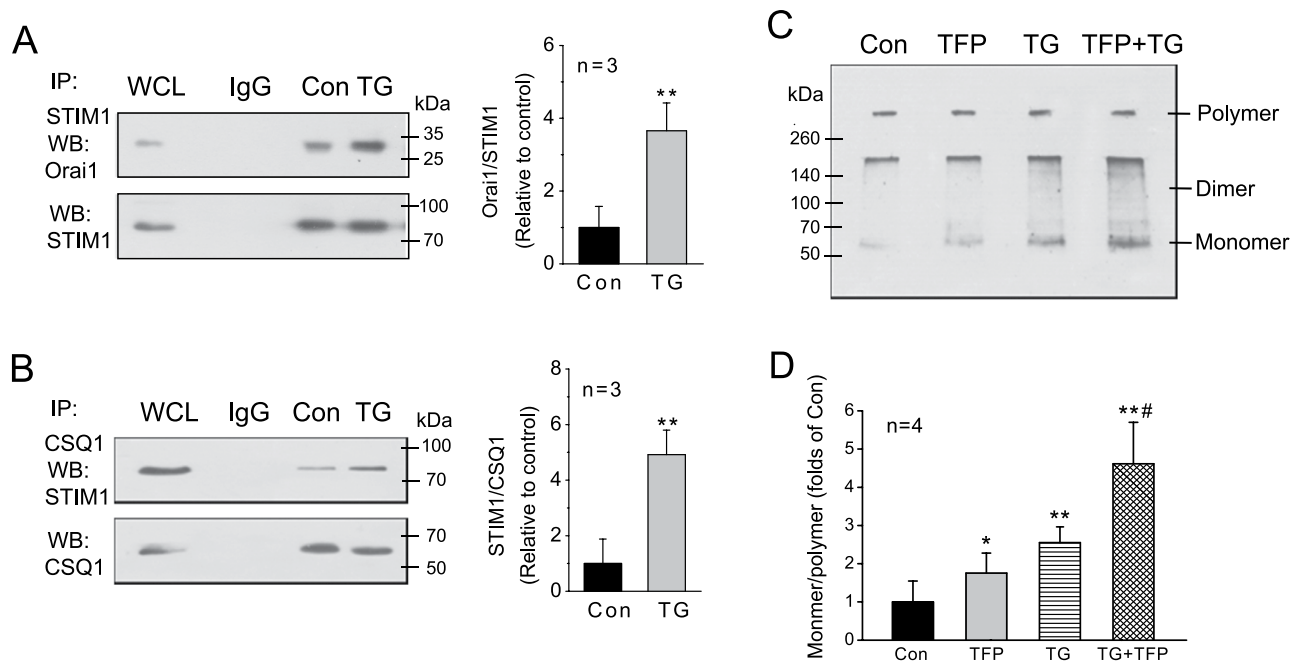 A
IP:
WCL IgG Con TG
kDa
STIM1
WB:
Orai1
35
25
WB:
STIM1
100
70
6
4
2
0
n=3
**
Orai1/STIM1
(Relative to control)
Con TG
B
IP:
WCL IgG Con TG
kDa
CSQ1
WB:
STIM1
100
70
WB:
CSQ1
70
50
8
6
4
2
0
n=3
**
STIM1/CSQ1
(Relative to control)
Con TG
C
Con TFP TG TFP+TG
kDa
260
140
100
70
50
Polymer
Dimer
Monomer
D
Monmer/polymer (folds of Con)
6
5
4
3
2
1
0
n=4
*
**
**#
Con TFP TG TG+TFP